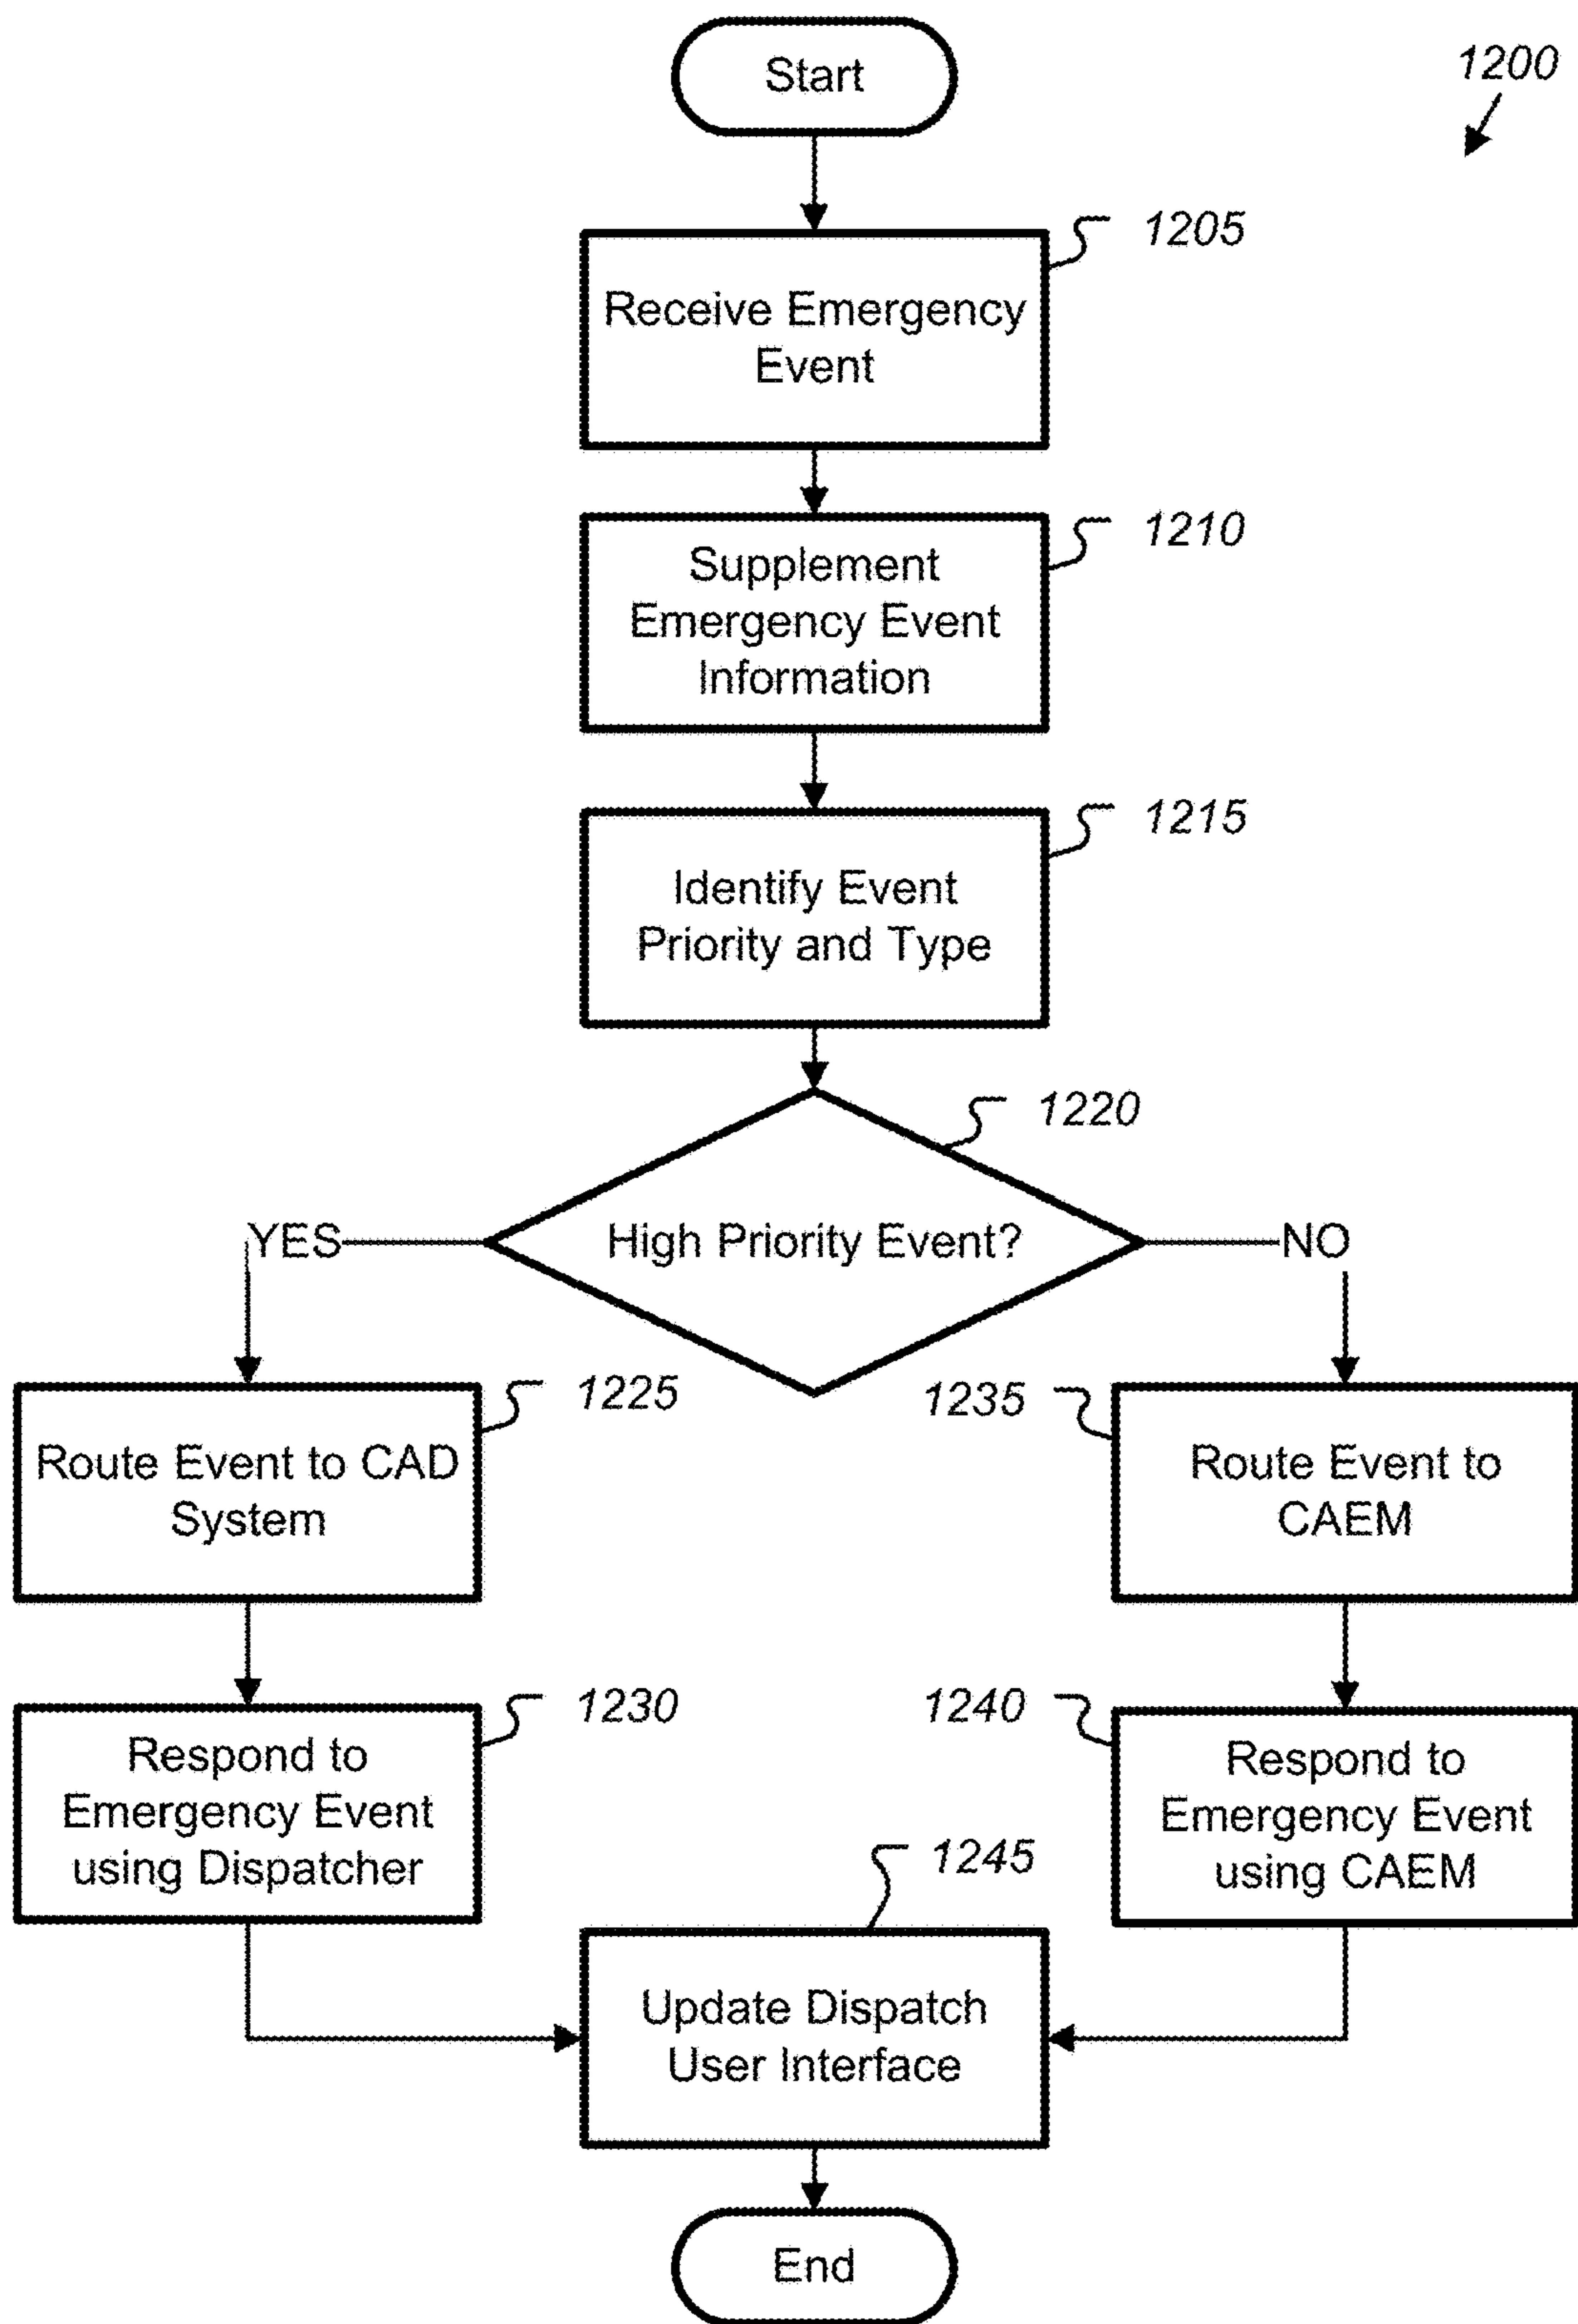 Start
1200
1205
Receive Emergency
Event
1210
Supplement
Emergency Event
Information
1215
Identify Event
Priority and Type
1220
YES
High Priority Event?
NO
1225
Route Event to CAD
System
1235
Route Event to
CAEM
1230
Respond to
Emergency Event
using Dispatcher
1240
Respond to
Emergency Event
using CAEM
1245
Update Dispatch
User Interface
End